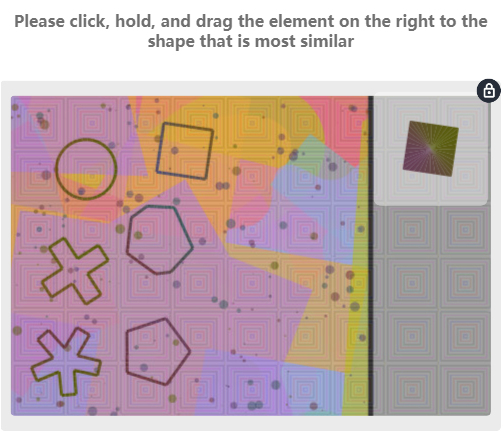 Please click, hold, and drag the element on the right to the
shape that is most similar